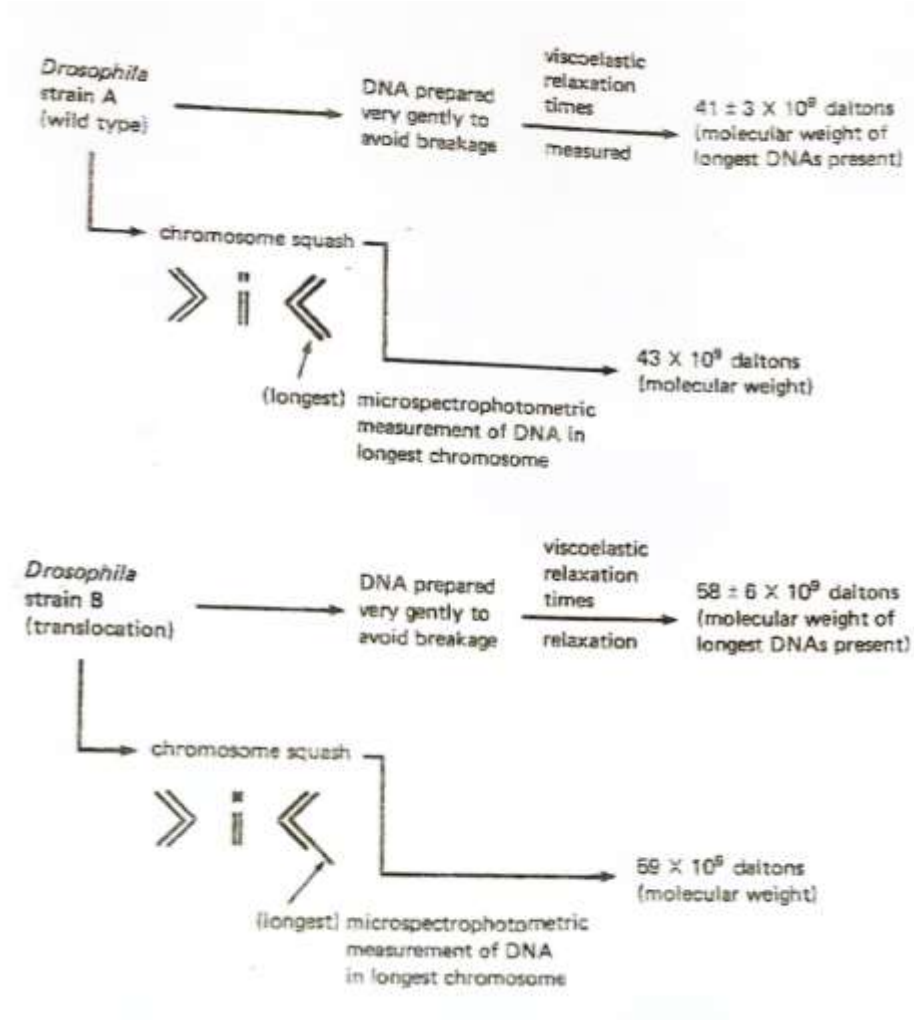 Drosophila
strain A
(wild type)
DNA prepared
very gently to
avoid breakage
viscoelastic
relaxation
times
measured
41 ± 3 X 10⁹ daltons
(molecular weight of
longest DNAs present)
chromosome squash
43 X 10⁹ daltons
(molecular weight)
(longest) microspectrophotometric
measurement of DNA in
longest chromosome
Drosophila
strain B
(translocation)
DNA prepared
very gently to
avoid breakage
viscoelastic
relaxation
times
relaxation
58 ± 6 X 10⁹ daltons
(molecular weight of
longest DNAs present)
chromosome squash
59 X 10⁹ daltons
(molecular weight)
(longest) microspectrophotometric
measurement of DNA
in longest chromosome